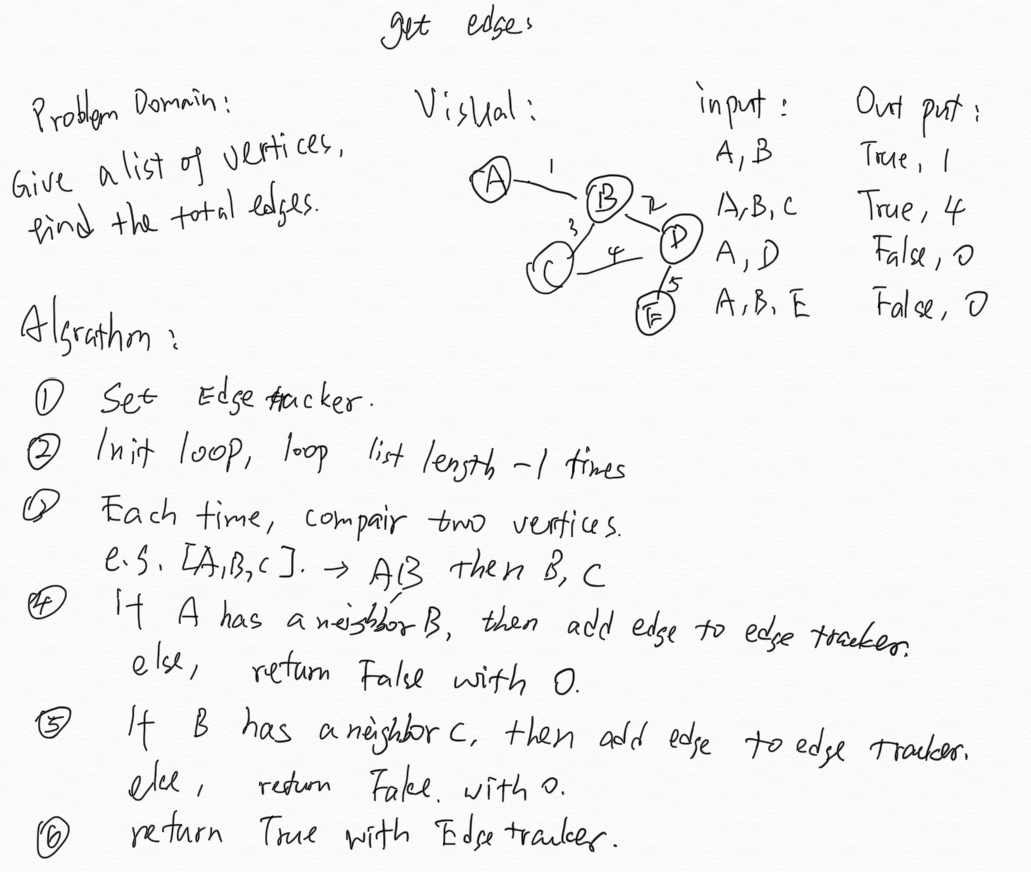 get edges
Problem Domain:
Give a list of vertices,
find the total edges.
Visual:
A 1 B 2 D
3 C 4 5 E
input: Out put:
A, B True, 1
A, B, C True, 4
A, D False, 0
A, B, E False, 0
Algrathm:
① Set Edge tracker.
② Init loop, loop list length -1 times
③ Each time, compair two vertices.
e.g. [A,B,C]. → AB then B, C
④ If A has a neighbor B, then add edge to edge tracker.
else, return False with 0.
⑤ If B has a neighbor C, then add edge to edge tracker.
else, return False. with 0.
⑥ return True with Edge tracker.